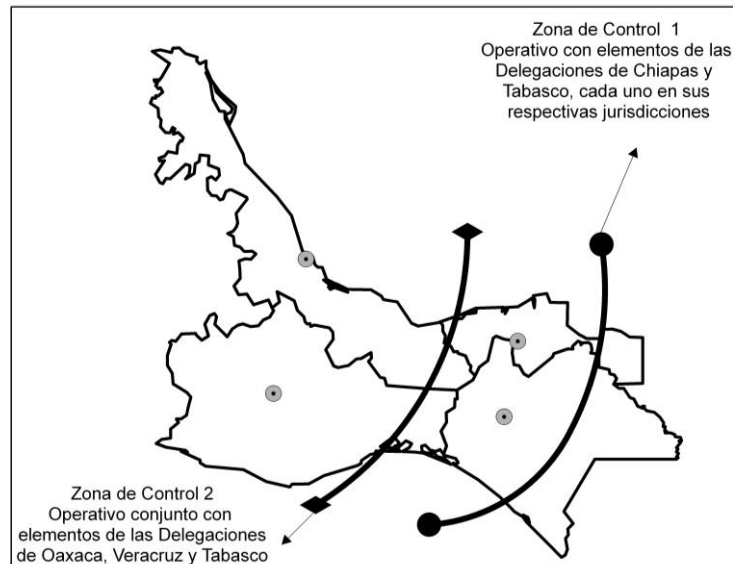 Zona de Control 1
Operativo con elementos de las
Delegaciones de Chiapas y
Tabasco, cada uno en sus
respectivas jurisdicciones
Zona de Control 2
Operativo conjunto con
elementos de las Delegaciones
de Oaxaca, Veracruz y Tabasco